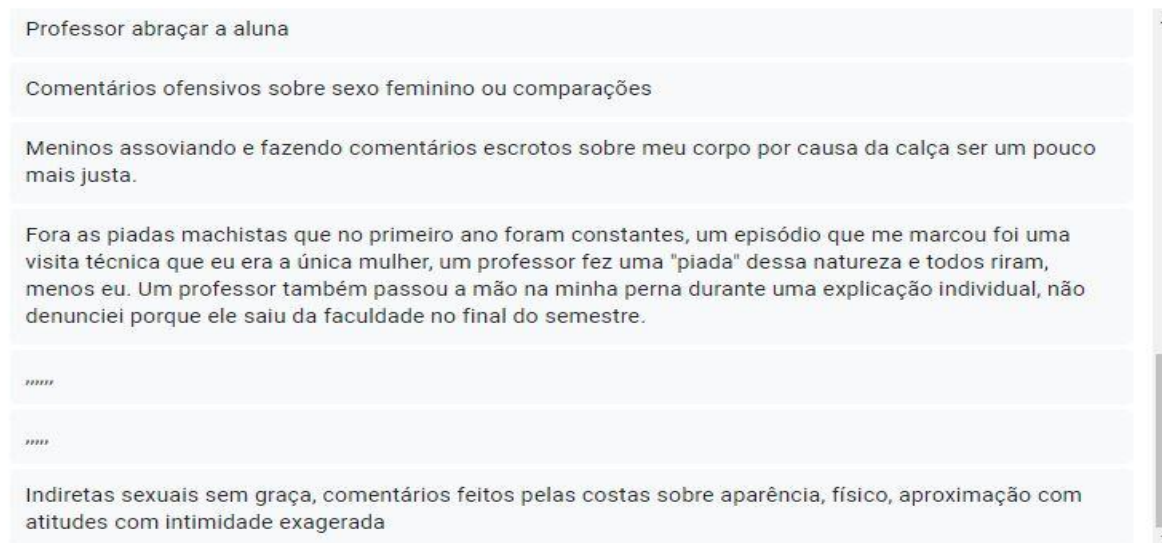 Professor abraçar a aluna
Comentários ofensivos sobre sexo feminino ou comparações
Meninos assoviando e fazendo comentários escrotos sobre meu corpo por causa da calça ser um pouco
mais justa.
Fora as piadas machistas que no primeiro ano foram constantes, um episódio que me marcou foi uma
visita técnica que eu era a única mulher, um professor fez uma "piada" dessa natureza e todos riram,
menos eu. Um professor também passou a mão na minha perna durante uma explicação individual, não
denunciei porque ele saiu da faculdade no final do semestre.
,,,,,,
,,,,,
Indiretas sexuais sem graça, comentários feitos pelas costas sobre aparência, físico, aproximação com
atitudes com intimidade exagerada